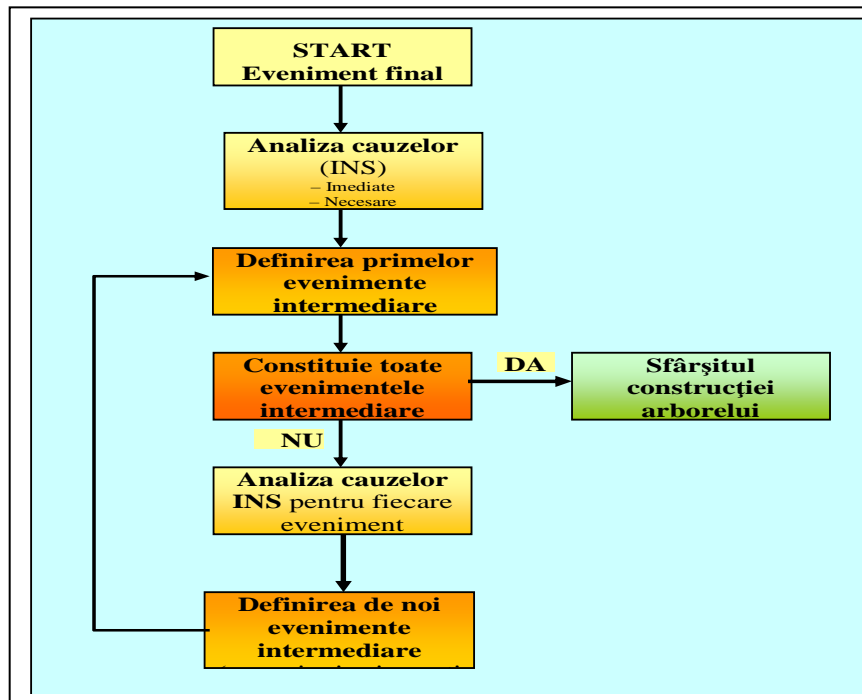 START
Eveniment final
Analiza cauzelor
(INS)
– Imediate
– Necesare
Definirea primelor
evenimente
intermediare
Constituie toate
evenimentele
intermediare
DA
Sfârşitul
construcţiei
arborelui
NU
Analiza cauzelor
INS pentru fiecare
eveniment
Definirea de noi
evenimente
intermediare